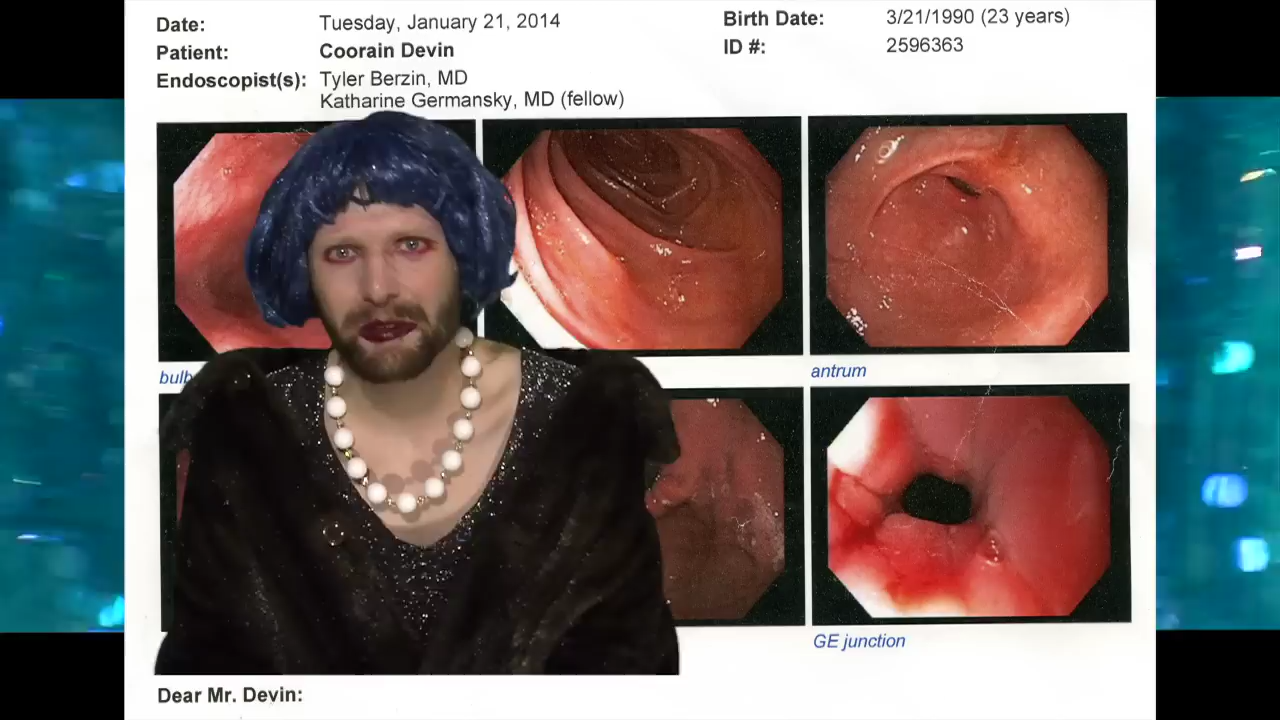 Date: Tuesday, January 21, 2014 Birth Date: 3/21/1990 (23 years)
Patient: Coorain Devin ID #: 2596363
Endoscopist(s): Tyler Berzin, MD
Katharine Germansky, MD (fellow)
bulb
antrum
GE junction
Dear Mr. Devin: